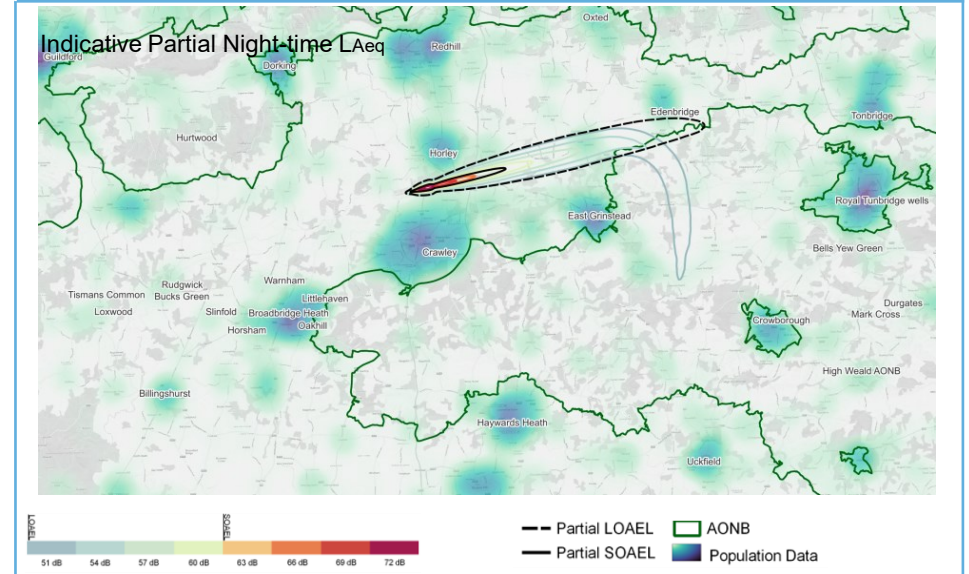 Indicative Partial Night-time LAeq
Oxted
Guildford
Redhill
Dorking
Edenbridge
Tonbridge
Hurtwood
Horley
Royal Tunbridge wells
East Grinstead
Bells Yew Green
Crawley
Warnham
Rudgwick
Tismans Common
Bucks Green
Littlehaven
Durgates
Loxwood
Slinfold
Broadbridge Heath
Mark Cross
Crowborough
Horsham
Oakhill
High Weald AONB
Billingshurst
Haywards Heath
Uckfield
LOAEL
SOAEL
51 dB 54 dB 57 dB 60 dB 63 dB 66 dB 69 dB 72 dB
Partial LOAEL
AONB
Partial SOAEL
Population Data